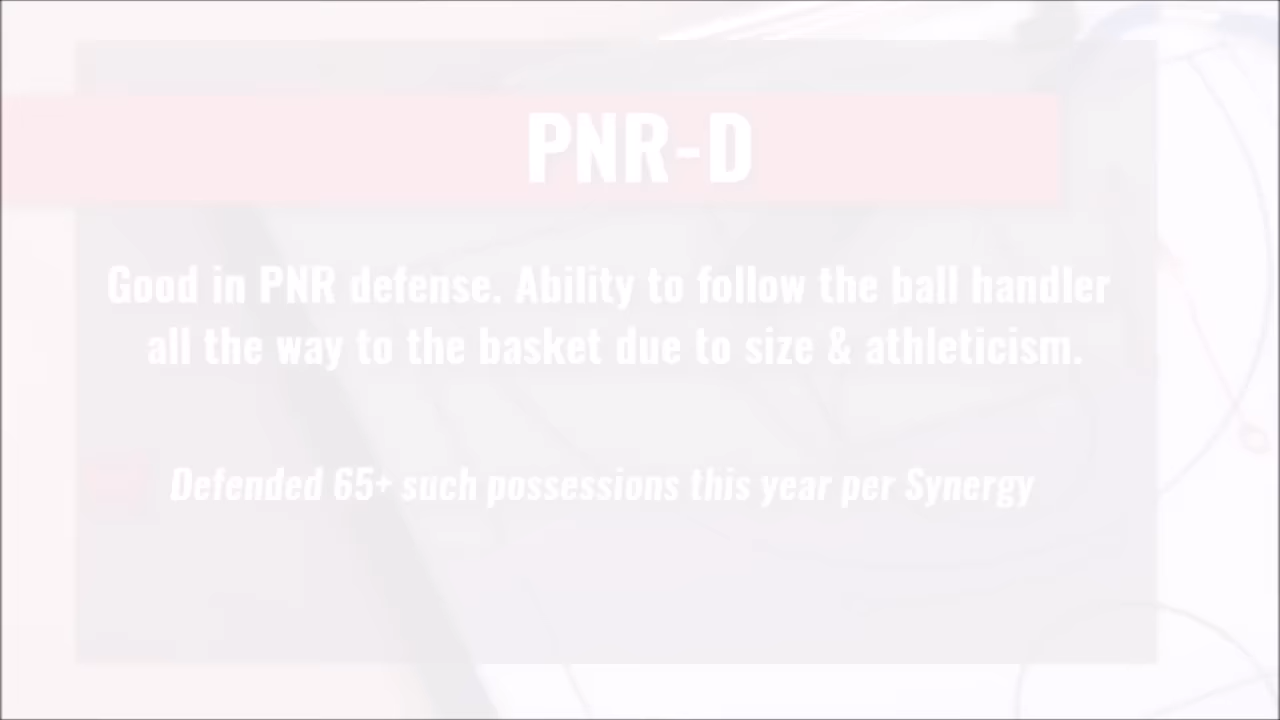 PNR-D
Good in PNR defense. Ability to follow the ball handler
all the way to the basket due to size & athleticism.
Defended 65+ such possessions this year per Synergy